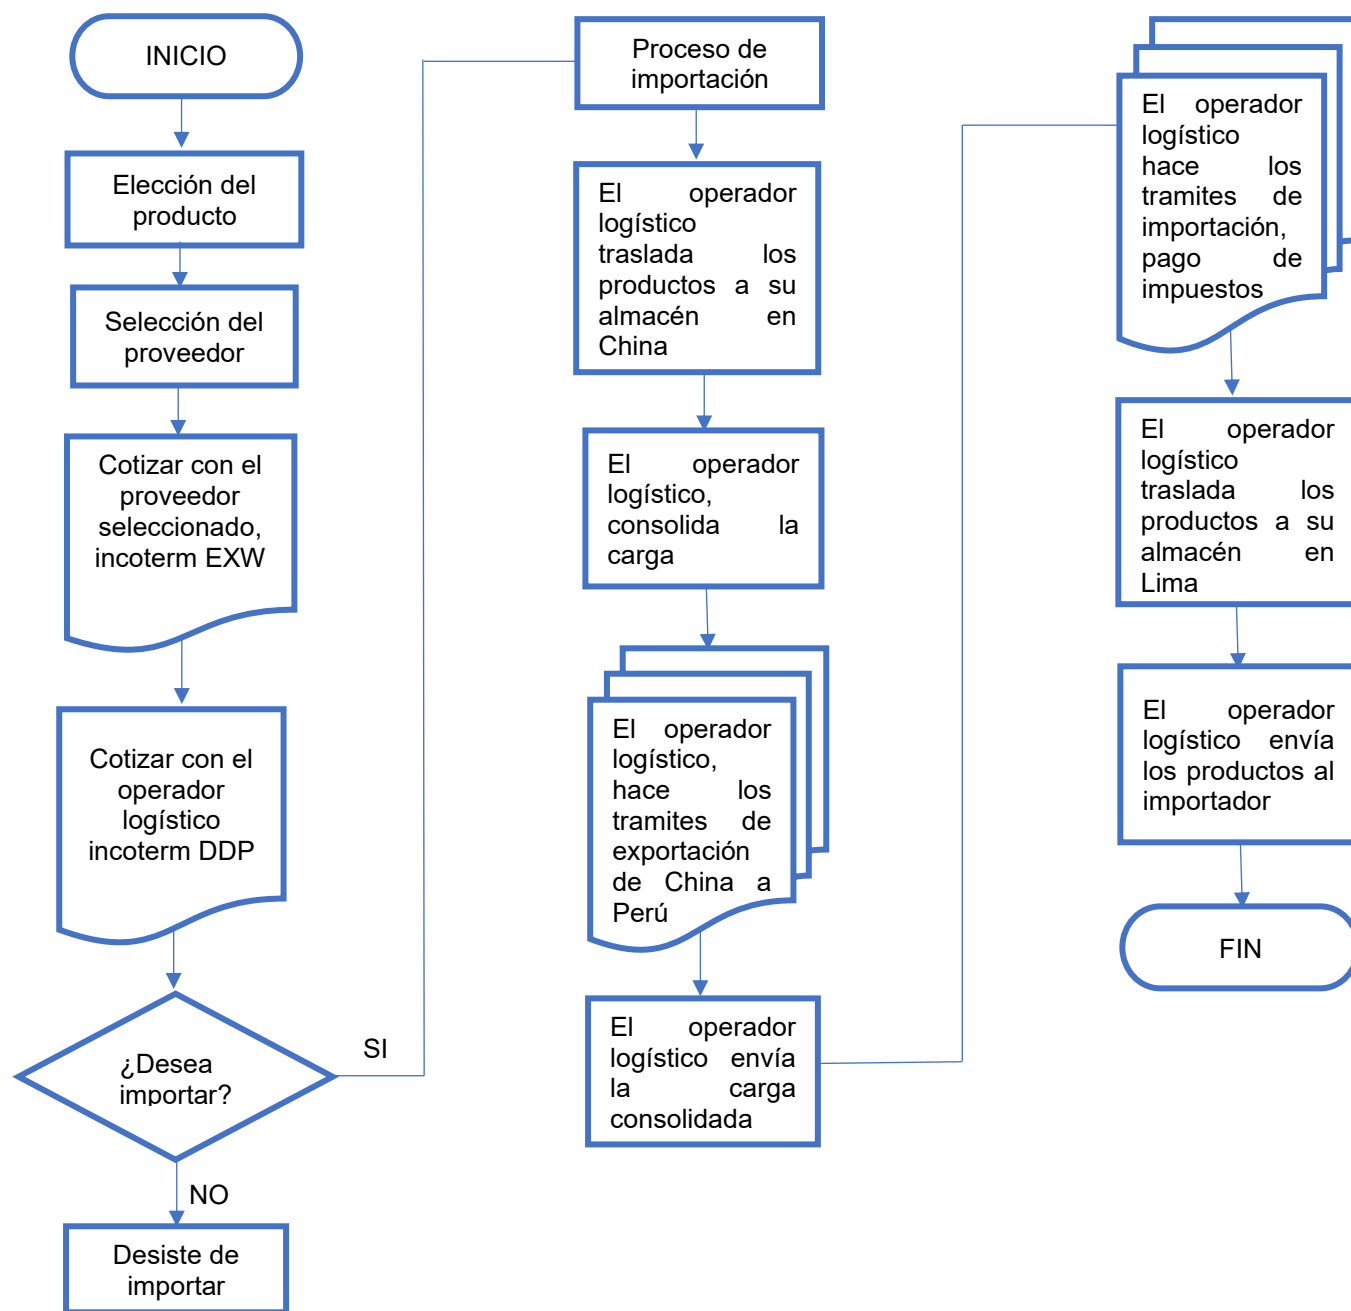 INICIO
Elección del
producto
Selección del
proveedor
Cotizar con el
proveedor
seleccionado,
incoterm EXW
Cotizar con el
operador
logístico
incoterm DDP
¿Desea
importar?
SI
NO
Desiste de
importar
Proceso de
importación
El operador
logístico
traslada los
productos a su
almacén en
China
El operador
logístico,
consolida la
carga
El operador
logístico,
hace los
tramites de
exportación
de China a
Perú
El operador
logístico envía
la carga
consolidada
El operador
logístico
hace los
tramites de
importación,
pago de
impuestos
El operador
logístico
traslada los
productos a su
almacén en
Lima
El operador
logístico envía
los productos al
importador
FIN